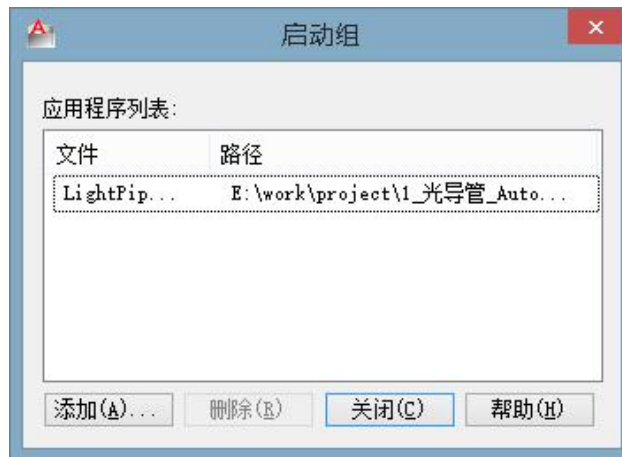 启动组
应用程序列表:
文件 路径
LightPip... E:\work\project\1_光导管_Auto...
添加(A)... 删除(R) 关闭(C) 帮助(H)